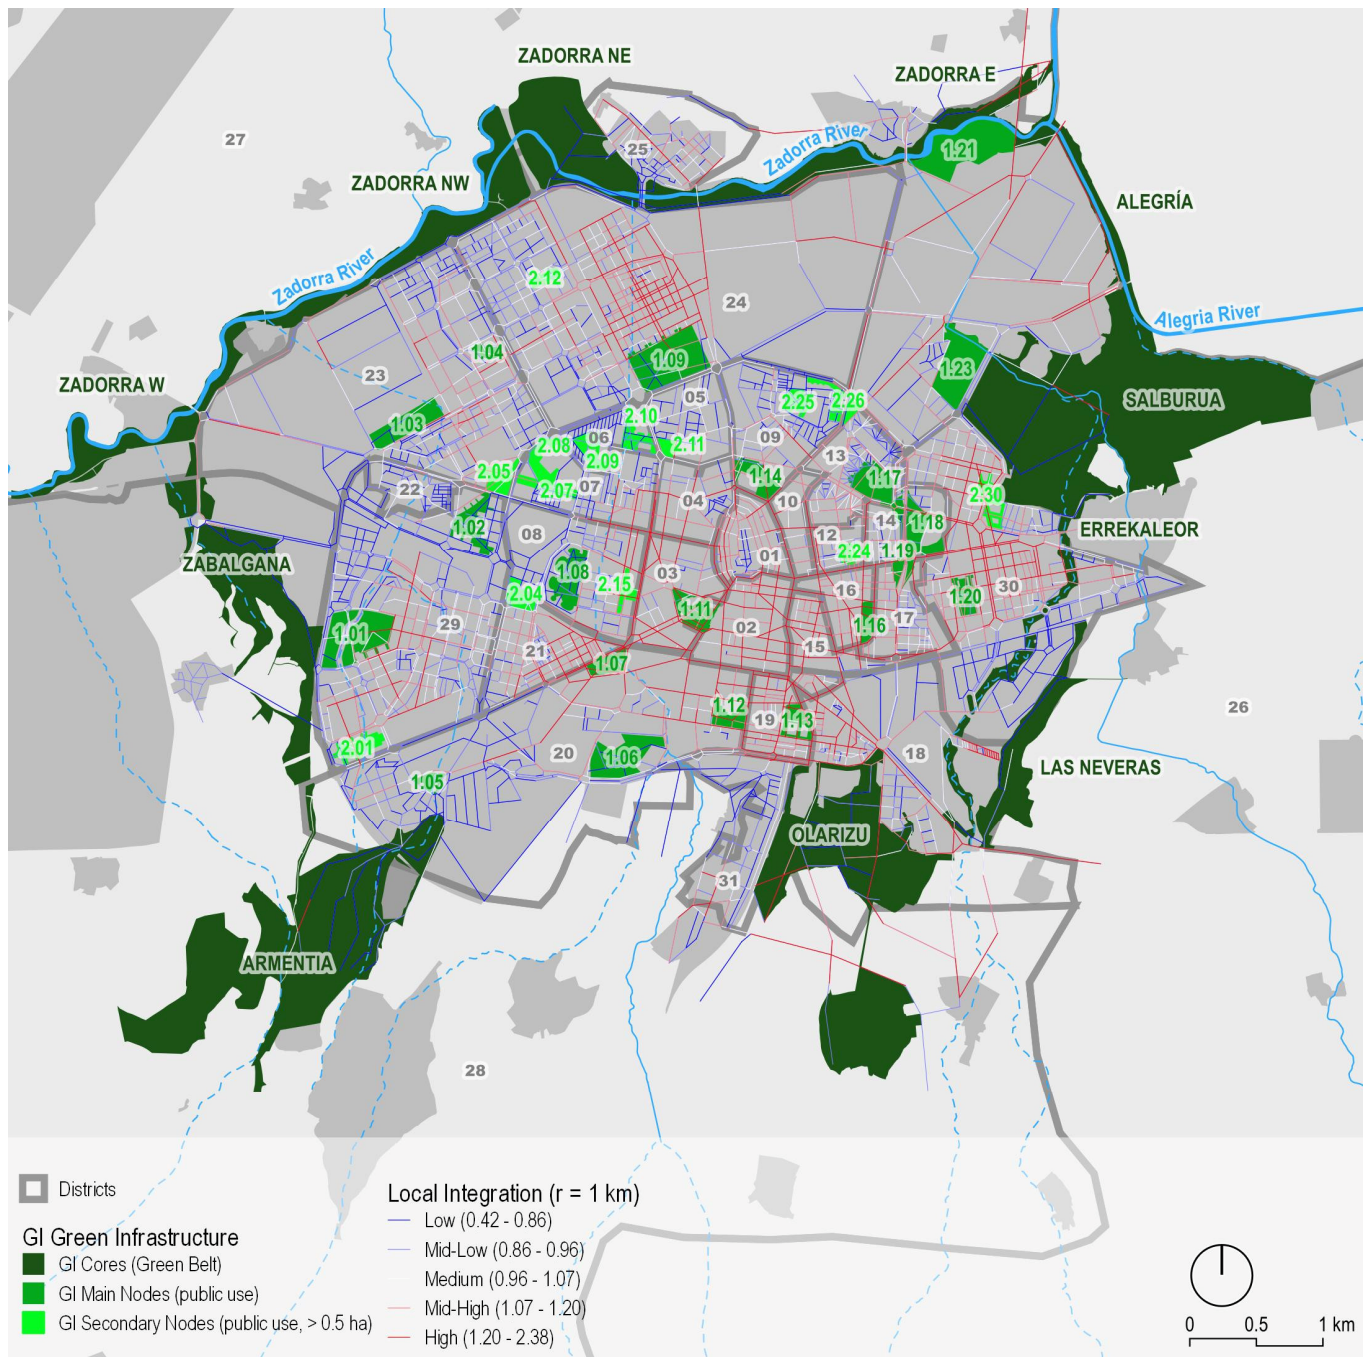 ZADORRA NE
ZADORRA E
27
25
Zadorra River
1.21
ZADORRA NW
ALEGRÍA
Zadorra River
2.12
24
Alegria River
1.04
1.09
1.23
23
ZADORRA W
05
2.25
2.26
SALBURUA
2.10
1.03
06
09
2.08
2.11
2.09
13
2.05
1.14
1.17
22
2.07
07
04
10
2.30
1.02
08
12
14
1.18
ERREKALEOR
01
2.24
1.19
ZABALGANA
1.08
03
2.15
16
30
2.04
1.20
1.11
17
29
02
1.16
1.01
21
15
1.07
1.12
19
1.13
26
2.01
20
1.06
18
LAS NEVERAS
1.05
OLARIZU
31
ARMENTIA
28
Districts
GI Green Infrastructure
GI Cores (Green Belt)
GI Main Nodes (public use)
GI Secondary Nodes (public use, > 0.5 ha)
Local Integration (r = 1 km)
Low (0.42 - 0.86)
Mid-Low (0.86 - 0.96)
Medium (0.96 - 1.07)
Mid-High (1.07 - 1.20)
High (1.20 - 2.38)
0 0.5 1 km